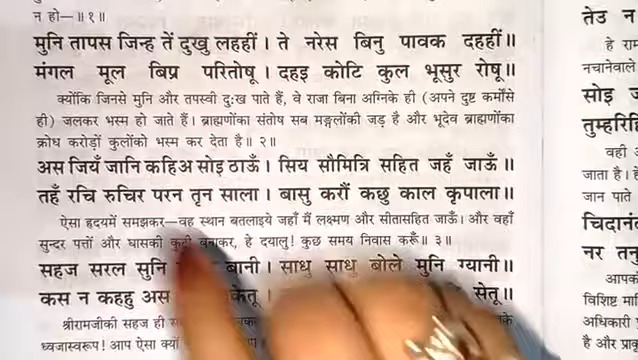 न हो—॥१॥
मुनि तापस जिन्ह तें दुखु लहहीं। ते नरेस बिनु पावक दहहीं॥
मंगल मूल बिप्र परितोषू। दहइ कोटि कुल भूसुर रोषू॥
क्योंकि जिनसे मुनि और तपस्वी दुःख पाते हैं, वे राजा बिना अग्निके ही (अपने दुष्ट कर्मोंसे
ही) जलकर भस्म हो जाते हैं। ब्राह्मणोंका संतोष सब मङ्गलोंकी जड़ है और भूदेव ब्राह्मणोंका
क्रोध करोड़ों कुलोंको भस्म कर देता है॥२॥
अस जियँ जानि कहिअ सोइ ठाऊँ। सिय सौमित्रि सहित जहँ जाऊँ॥
तहँ रचि रुचिर परन तृन साला। बासु करौं कछु काल कृपाला॥
ऐसा हृदयमें समझकर—वह स्थान बतलाइये जहाँ मैं लक्ष्मण और सीतासहित जाऊँ। और वहाँ
सुन्दर पत्तों और घासकी कुटी बनाकर, हे दयालु! कुछ समय निवास करूँ॥३॥
सहज सरल सुनि बानी। साधु साधु बोले मुनि ग्यानी॥
कस न कहहु अस सेतू॥
श्रीरामजीकी सहज ही
ध्वजास्वरूप! आप ऐसा क्यों
तेउ न
हे राम
नचानेवाले
सोइ
तुम्हरिहि
वही
जाता है। हे
जान पाते
चिदानं
नर तनु
आपकी
विशिष्ट
अधिकारी
है और